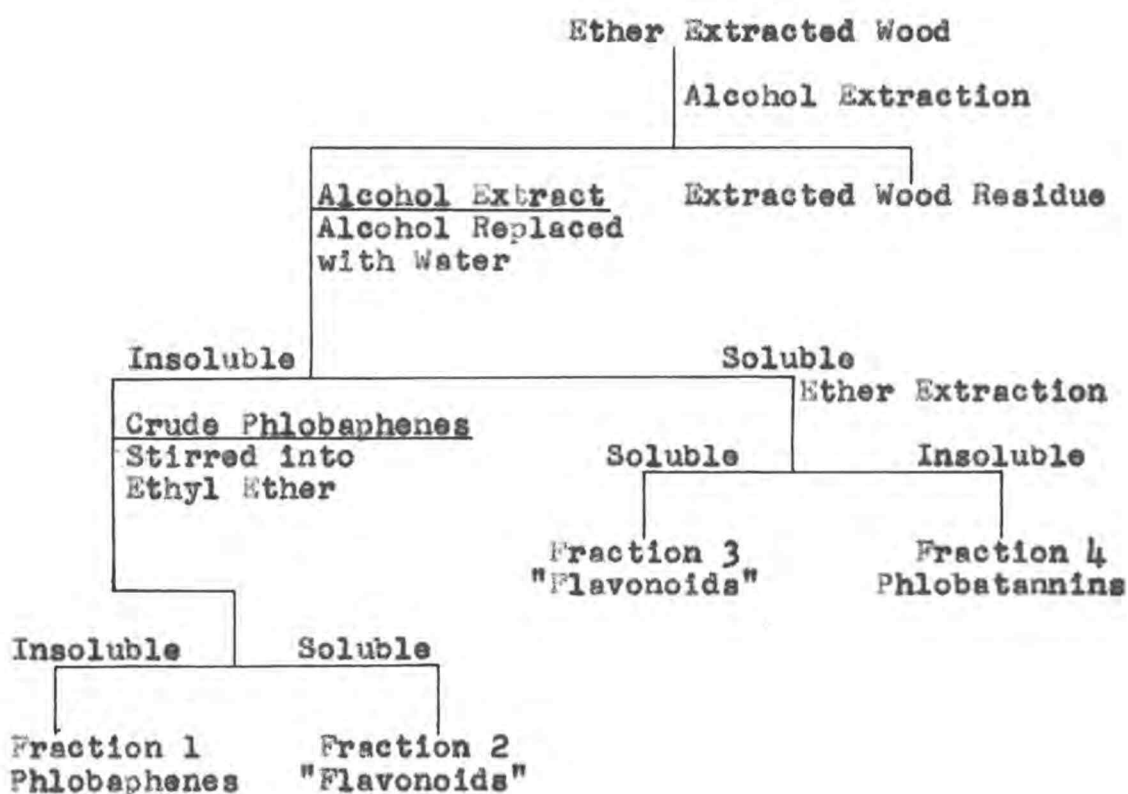 Ether Extracted Wood
Alcohol Extraction
Alcohol Extract
Alcohol Replaced
with Water
Extracted Wood Residue
Insoluble
Soluble
Ether Extraction
Crude Phlobaphenes
Stirred into
Ethyl Ether
Soluble
Insoluble
Fraction 3
"Flavonoids"
Fraction 4
Phlobatannins
Insoluble
Soluble
Fraction 1
Phlobaphenes
Fraction 2
"Flavonoids"